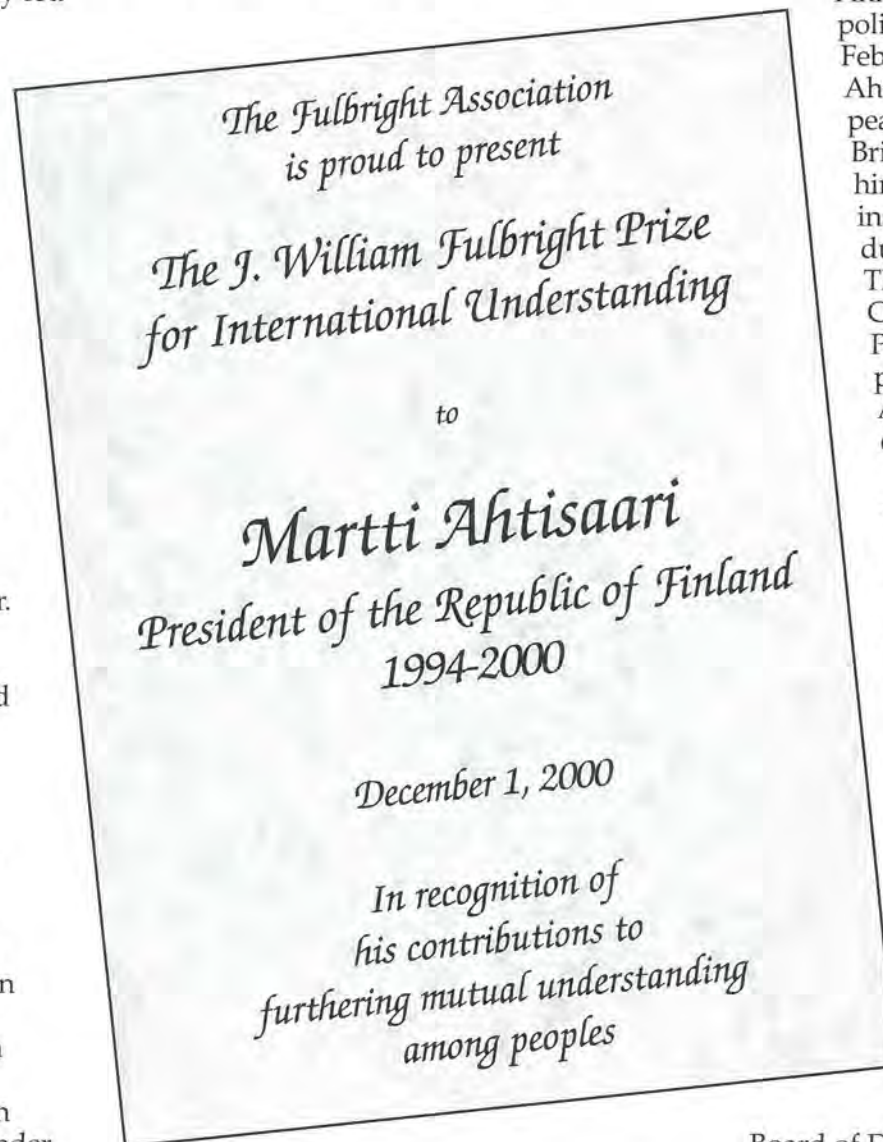 The Fulbright Association
is proud to present
The J. William Fulbright Prize
for International Understanding
to
Martti Ahtisaari
President of the Republic of Finland
1994-2000
December 1, 2000
In recognition of
his contributions to
furthering mutual understanding
among peoples
Board of